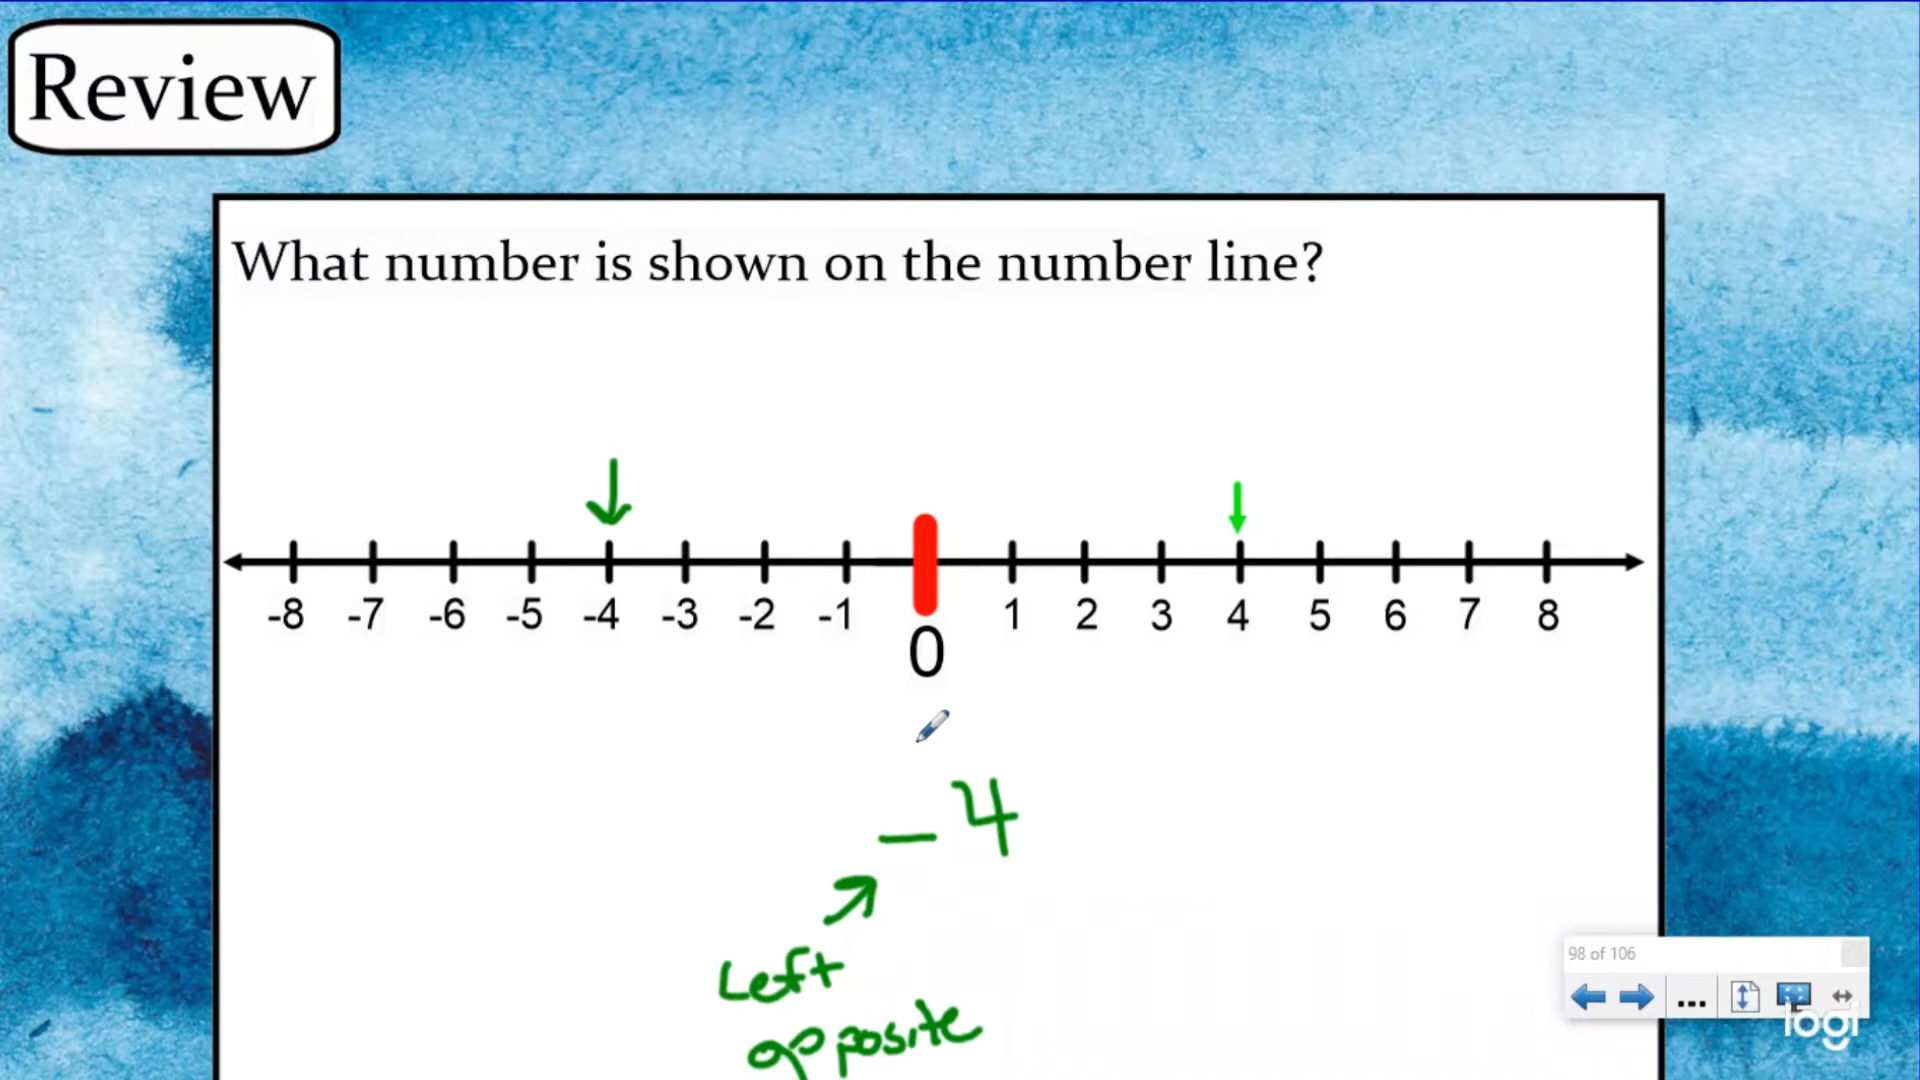 Review
What number is shown on the number line?
-8 -7 -6 -5 -4 -3 -2 -1 1 2 3 4 5 6 7 8
0
-4
Left
opposite
98 of 106
...
logi